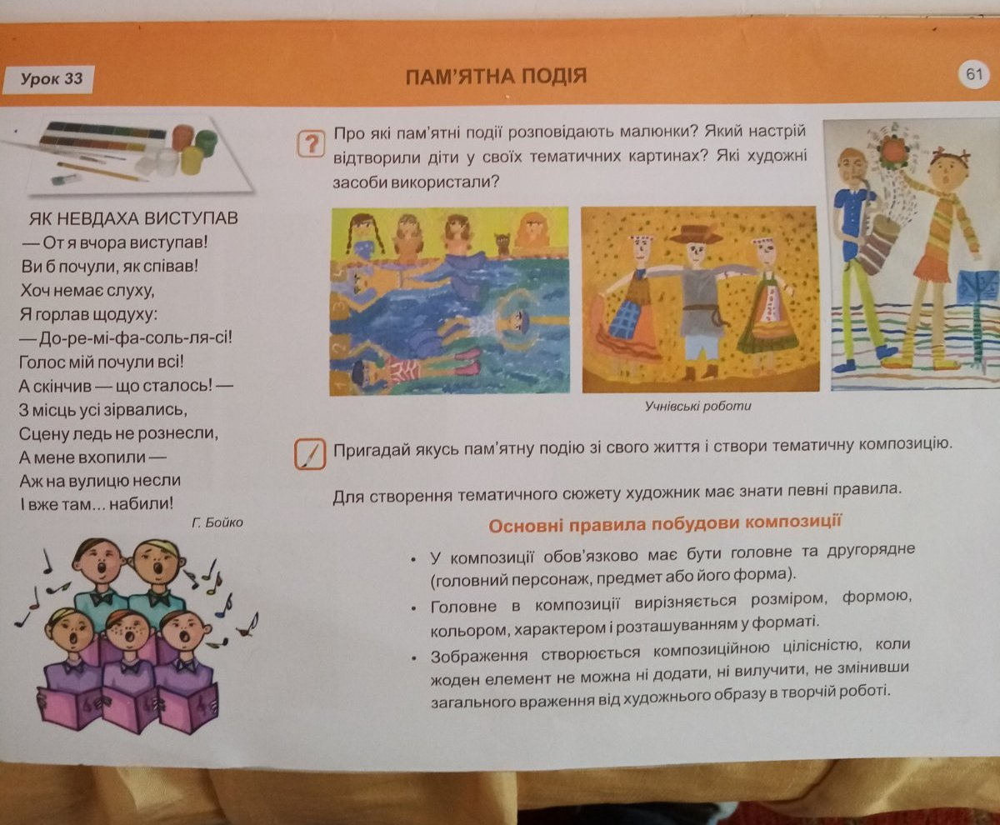 Урок 33
ПАМ’ЯТНА ПОДІЯ
61
ЯК НЕВДАХА ВИСТУПАВ
— От я вчора виступав!
Ви б почули, як співав!
Хоч немає слуху,
Я горлав щодуху:
— До-ре-мі-фа-соль-ля-сі!
Голос мій почули всі!
А скінчив — що сталось! —
З місць усі зірвались,
Сцену ледь не рознесли,
А мене вхопили —
Аж на вулицю несли
І вже там... набили!
Г. Бойко
?
Про які пам’ятні події розповідають малюнки? Який настрій
відтворили діти у своїх тематичних картинах? Які художні
засоби використали?
4
3
2
1
Учнівські роботи
Пригадай якусь пам’ятну подію зі свого життя і створи тематичну композицію.
Для створення тематичного сюжету художник має знати певні правила.
Основні правила побудови композиції
• У композиції обов’язково має бути головне та другорядне
(головний персонаж, предмет або його форма).
• Головне в композиції вирізняється розміром, формою,
кольором, характером і розташуванням у форматі.
• Зображення створюється композиційною цілісністю, коли
жоден елемент не можна ні додати, ні вилучити, не змінивши
загального враження від художнього образу в творчій роботі.